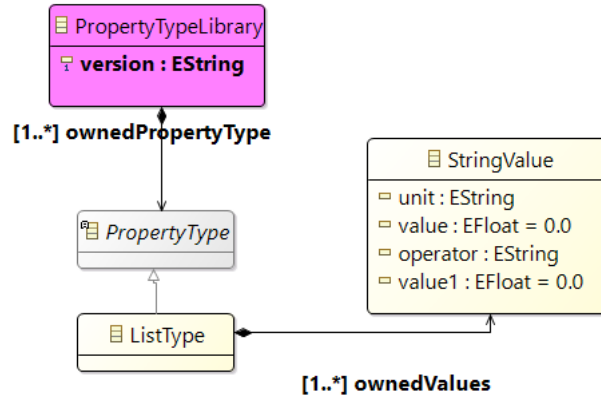 PropertyTypeLibrary
version : EString
[1..*] ownedPropertyType
StringValue
unit : EString
value : EFloat = 0.0
operator : EString
value1 : EFloat = 0.0
PropertyType
ListType
[1..*] ownedValues